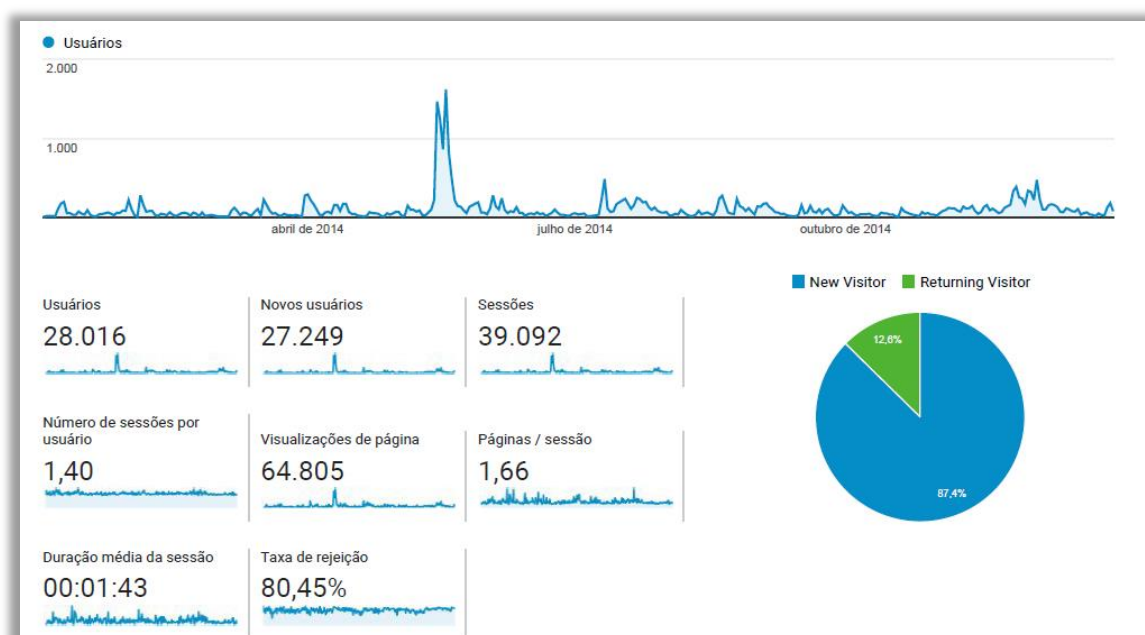 Usuários
2.000
1.000
abril de 2014
julho de 2014
outubro de 2014
New Visitor
Returning Visitor
12,6%
87,4%
Usuários
28.016
Novos usuários
27.249
Sessões
39.092
Número de sessões por
usuário
1,40
Visualizações de página
64.805
Páginas / sessão
1,66
Duração média da sessão
00:01:43
Taxa de rejeição
80,45%